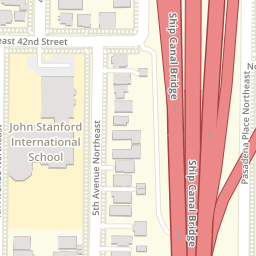 east 42nd Street
John Stanford
International
School
5th Avenue Northeast
Ship Canal Bridge
Ship Canal Bridge
Pasadena Place Northeast